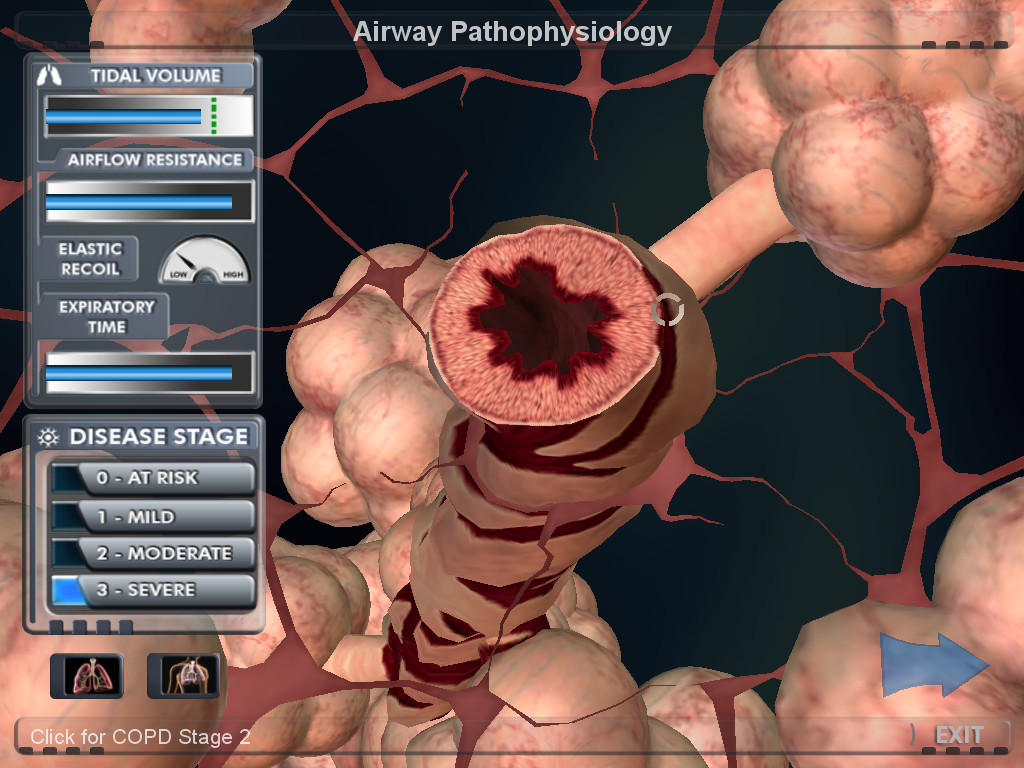 Airway Pathophysiology
TIDAL VOLUME
AIRFLOW RESISTANCE
ELASTIC
RECOIL
LOW HIGH
EXPIRATORY
TIME
DISEASE STAGE
0 - AT RISK
1 - MILD
2 - MODERATE
3 - SEVERE
Click for COPD Stage 2
EXIT